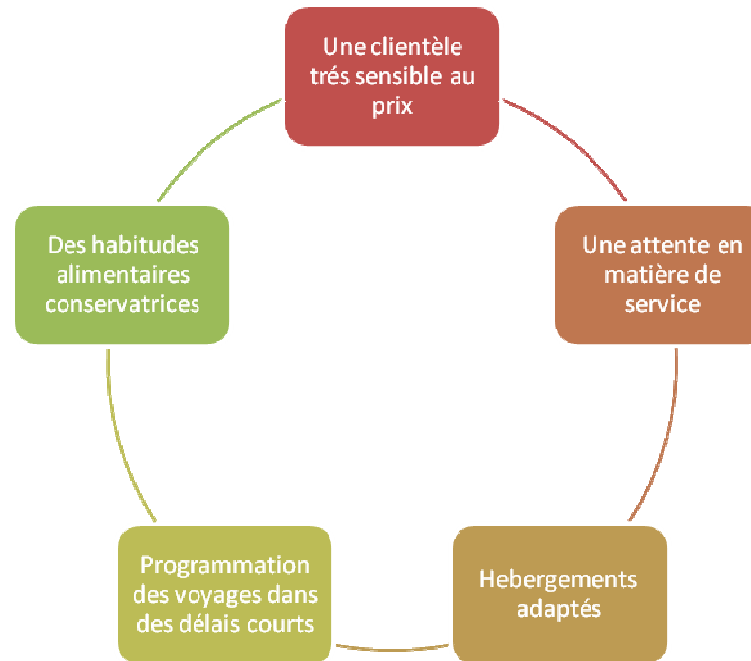 Une clientèle
trés sensible au
prix
Une attente en
matière de
service
Hebergements
adaptés
Programmation
des voyages dans
des délais courts
Des habitudes
alimentaires
conservatrices